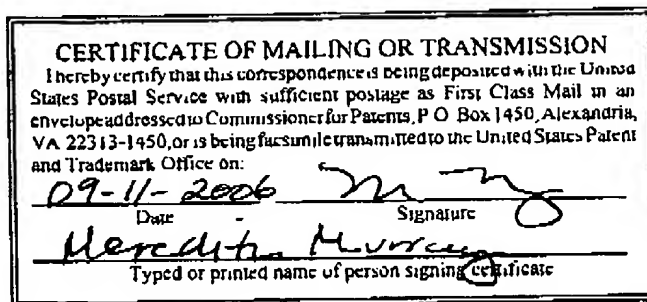 CERTIFICATE OF MAILING OR TRANSMISSION
I hereby certify that this correspondence is being deposited with the United
States Postal Service with sufficient postage as First Class Mail in an
envelope addressed to Commissioner for Patents, P O Box 1450, Alexandria,
VA 22313-1450, or is being facsimile transmitted to the United States Patent
and Trademark Office on:
09-11-2006
Date Signature
Meredith Murray
Typed or printed name of person signing certificate